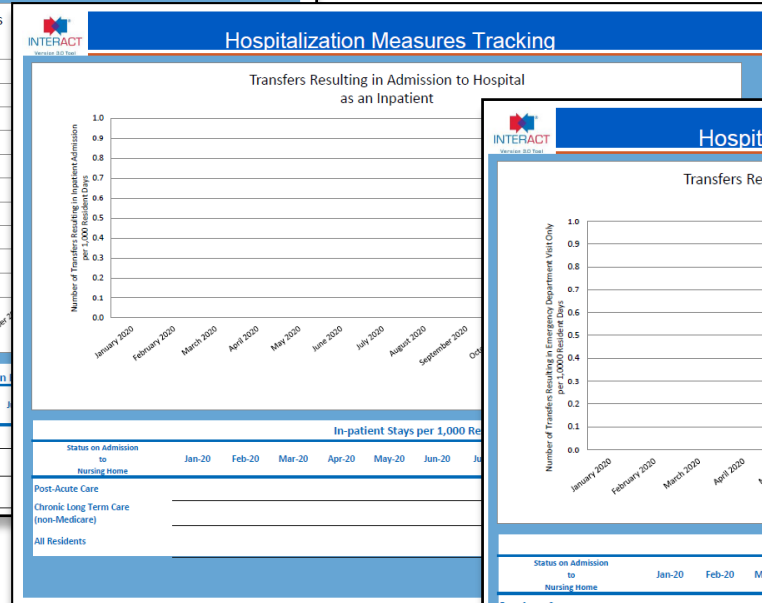 INTERACT
Version 3.0 Tool
Hospitalization Measures Tracking
Transfers Resulting in Admission to Hospital
as an Inpatient
Number of Transfers Resulting in Inpatient Admission
per 1,000 Resident Days
1.0
0.9
0.8
0.7
0.6
0.5
0.4
0.3
0.2
0.1
0.0
January 2020
February 2020
March 2020
April 2020
May 2020
June 2020
July 2020
August 2020
September 2020
In-patient Stays per 1,000 Re
Status on Admission
to
Nursing Home
Jan-20 Feb-20 Mar-20 Apr-20 May-20 Jun-20 Ju
Post-Acute Care
Chronic Long Term Care
(non-Medicare)
All Residents
INTERACT
Version 3.0 Tool
Hospit
Transfers Re
Number of Transfers Resulting in Emergency Department Visit Only
per 1,0000 Resident Days
1.0
0.9
0.8
0.7
0.6
0.5
0.4
0.3
0.2
0.1
0.0
January 2020
February 2020
March 2020
April 2020
Status on Admission
to
Nursing Home
Jan-20 Feb-20 M